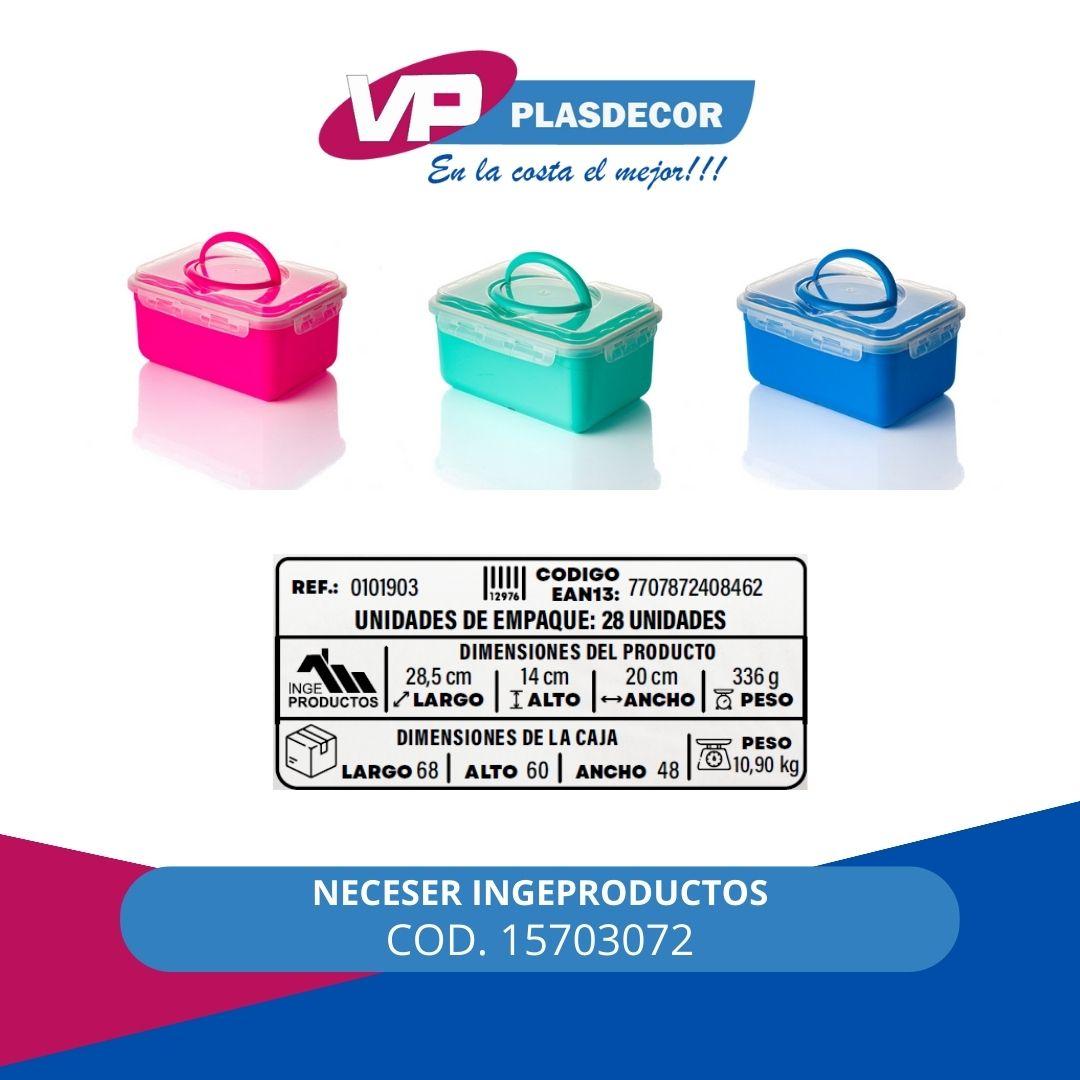 VP PLASDECOR
En la costa el mejor!!!
REF.: 0101903
12976
CODIGO
EAN13: 7707872408462
UNIDADES DE EMPAQUE: 28 UNIDADES
INGE
PRODUCTOS
DIMENSIONES DEL PRODUCTO
28,5 cm 14 cm 20 cm 336 g
LARGO ALTO ANCHO PESO
DIMENSIONES DE LA CAJA
LARGO 68 ALTO 60 ANCHO 48
PESO
10,90 kg
NECESER INGEPRODUCTOS
COD. 15703072